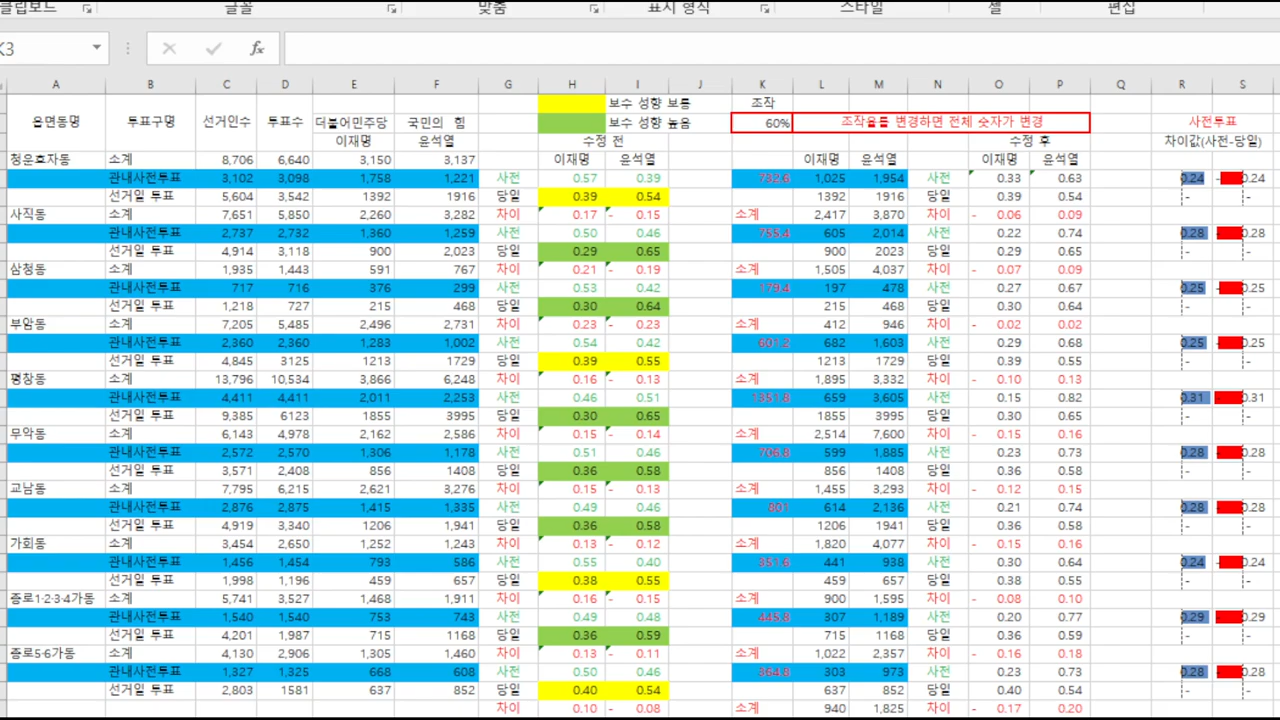 클립보드 글꼴 맞춤 표시 형식 스타일 셀 편집
K3 fx
A B C D E F G H I J K L M N O P Q R S
보수 성향 보통 조작
읍면동명 투표구명 선거인수 투표수 더불어민주당 국민의 힘 보수 성향 높음 60% 조작율를 변경하면 전체 숫자가 변경 사전투표
이재명 윤석열 수정 전 수정 후 차이값(사전-당일)
청운효자동 소계 8,706 6,640 3,150 3,137 이재명 윤석열 이재명 윤석열 이재명 윤석열
관내사전투표 3,102 3,098 1,758 1,221 사전 0.57 0.39 732.6 1,025 1,954 사전 0.33 0.63 0.24 - 0.24
선거일 투표 5,604 3,542 1392 1916 당일 0.39 0.54 1392 1916 당일 0.39 0.54 - -
사직동 소계 7,651 5,850 2,260 3,282 차이 0.17 - 0.15 소계 2,417 3,870 차이 - 0.06 0.09
관내사전투표 2,737 2,732 1,360 1,259 사전 0.50 0.46 755.4 605 2,014 사전 0.22 0.74 0.28 - 0.28
선거일 투표 4,914 3,118 900 2,023 당일 0.29 0.65 900 2023 당일 0.29 0.65 - -
삼청동 소계 1,935 1,443 591 767 차이 0.21 - 0.19 소계 1,505 4,037 차이 - 0.07 0.09
관내사전투표 717 716 376 299 사전 0.53 0.42 179.4 197 478 사전 0.27 0.67 0.25 - 0.25
선거일 투표 1,218 727 215 468 당일 0.30 0.64 215 468 당일 0.30 0.64 - -
부암동 소계 7,205 5,485 2,496 2,731 차이 0.23 - 0.23 소계 412 946 차이 - 0.02 0.02
관내사전투표 2,360 2,360 1,283 1,002 사전 0.54 0.42 601.2 682 1,603 사전 0.29 0.68 0.25 - 0.25
선거일 투표 4,845 3125 1213 1729 당일 0.39 0.55 1213 1729 당일 0.39 0.55 - -
평창동 소계 13,796 10,534 3,866 6,248 차이 0.16 - 0.13 소계 1,895 3,332 차이 - 0.10 0.13
관내사전투표 4,411 4,411 2,011 2,253 사전 0.46 0.51 1351.8 659 3,605 사전 0.15 0.82 0.31 - 0.31
선거일 투표 9,385 6123 1855 3995 당일 0.30 0.65 1855 3995 당일 0.30 0.65 - -
무악동 소계 6,143 4,978 2,162 2,586 차이 0.15 - 0.14 소계 2,514 7,600 차이 - 0.15 0.16
관내사전투표 2,572 2,570 1,306 1,178 사전 0.51 0.46 706.8 599 1,885 사전 0.23 0.73 0.28 - 0.28
선거일 투표 3,571 2,408 856 1408 당일 0.36 0.58 856 1408 당일 0.36 0.58 - -
교남동 소계 7,795 6,215 2,621 3,276 차이 0.15 - 0.13 소계 1,455 3,293 차이 - 0.12 0.15
관내사전투표 2,876 2,875 1,415 1,335 사전 0.49 0.46 801 614 2,136 사전 0.21 0.74 0.28 - 0.28
선거일 투표 4,919 3,340 1206 1,941 당일 0.36 0.58 1206 1941 당일 0.36 0.58 - -
가회동 소계 3,454 2,650 1,252 1,243 차이 0.13 - 0.12 소계 1,820 4,077 차이 - 0.15 0.16
관내사전투표 1,456 1,454 793 586 사전 0.55 0.40 351.6 441 938 사전 0.30 0.64 0.24 - 0.24
선거일 투표 1,998 1,196 459 657 당일 0.38 0.55 459 657 당일 0.38 0.55 - -
종로1·2·3·4가동 소계 5,741 3,527 1,468 1,911 차이 0.16 - 0.15 소계 900 1,595 차이 - 0.08 0.10
관내사전투표 1,540 1,540 753 743 사전 0.49 0.48 445.8 307 1,189 사전 0.20 0.77 0.29 - 0.29
선거일 투표 4,201 1,987 715 1168 당일 0.36 0.59 715 1168 당일 0.36 0.59 - -
종로5·6가동 소계 4,130 2,906 1,305 1,460 차이 0.13 - 0.11 소계 1,022 2,357 차이 - 0.16 0.18
관내사전투표 1,327 1,325 668 608 사전 0.50 0.46 364.8 303 973 사전 0.23 0.73 0.28 - 0.28
선거일 투표 2,803 1581 637 852 당일 0.40 0.54 637 852 당일 0.40 0.54 - -
차이 0.10 - 0.08 소계 940 1,825 차이 - 0.17 0.20